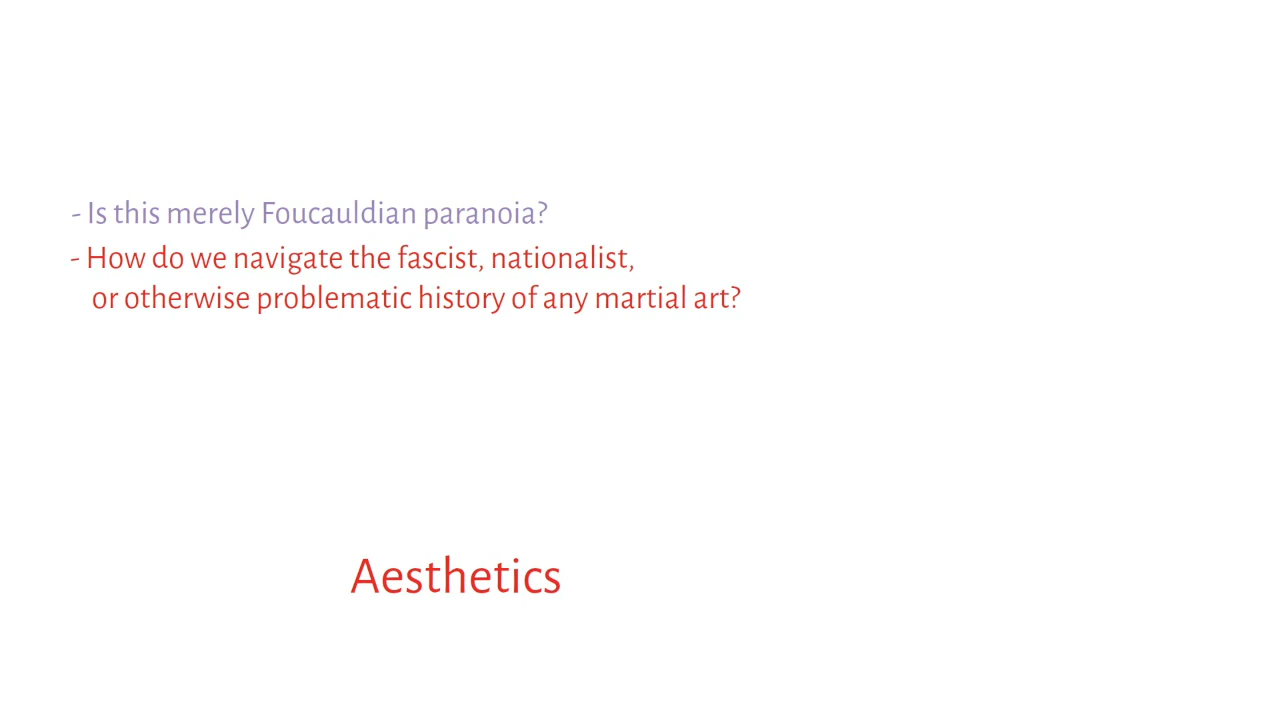 - Is this merely Foucauldian paranoia?
- How do we navigate the fascist, nationalist,
or otherwise problematic history of any martial art?
Aesthetics